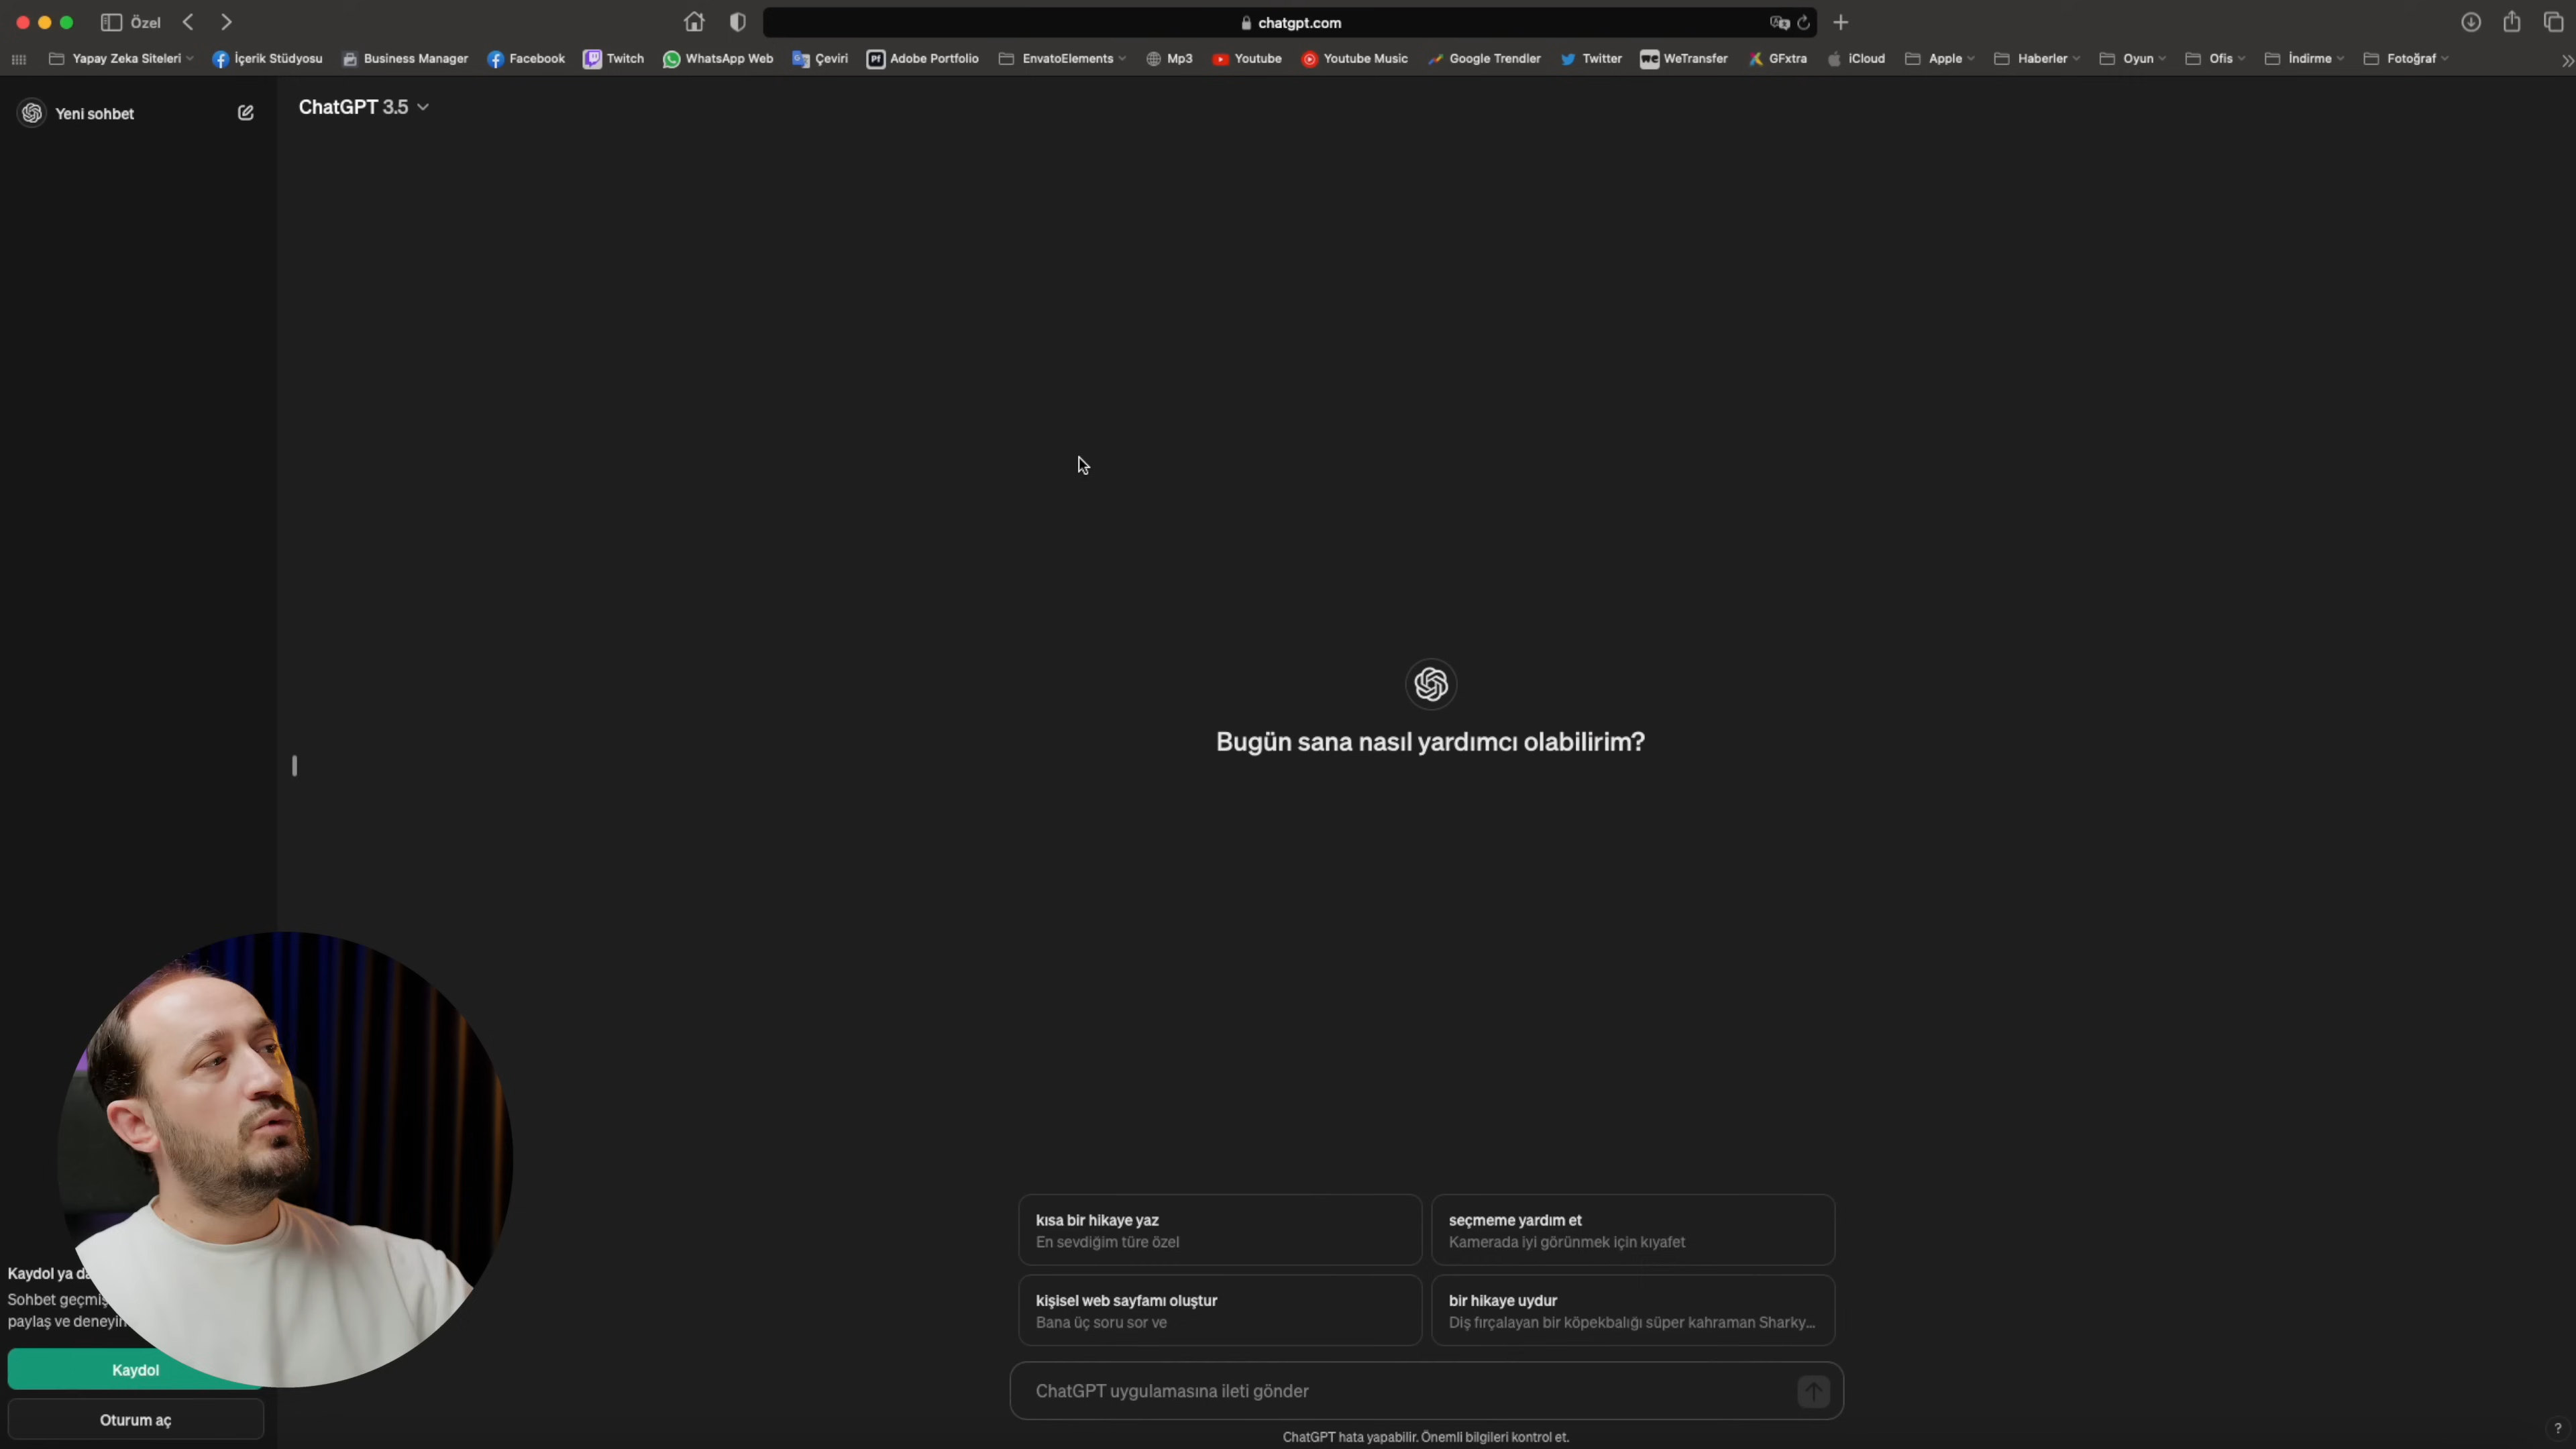 Özel
chatgpt.com
Yapay Zeka Siteleri
İçerik Stüdyosu
Business Manager
Facebook
Twitch
WhatsApp Web
Çeviri
Pf Adobe Portfolio
EnvatoElements
Mp3
Youtube
Youtube Music
Google Trendler
Twitter
we WeTransfer
GFxtra
iCloud
Apple
Haberler
Oyun
Ofis
İndirme
Fotoğraf
Yeni sohbet
ChatGPT 3.5
Bugün sana nasıl yardımcı olabilirim?
kısa bir hikaye yaz
En sevdiğim türe özel
seçmeme yardım et
Kamerada iyi görünmek için kıyafet
kişisel web sayfamı oluştur
Bana üç soru sor ve
bir hikaye uydur
Diş fırçalayan bir köpekbalığı süper kahraman Sharky...
Kaydol ya
Sohbet
paylaş ve
Kaydol
Oturum aç
ChatGPT uygulamasına ileti gönder
ChatGPT hata yapabilir. Önemli bilgileri kontrol et.
?